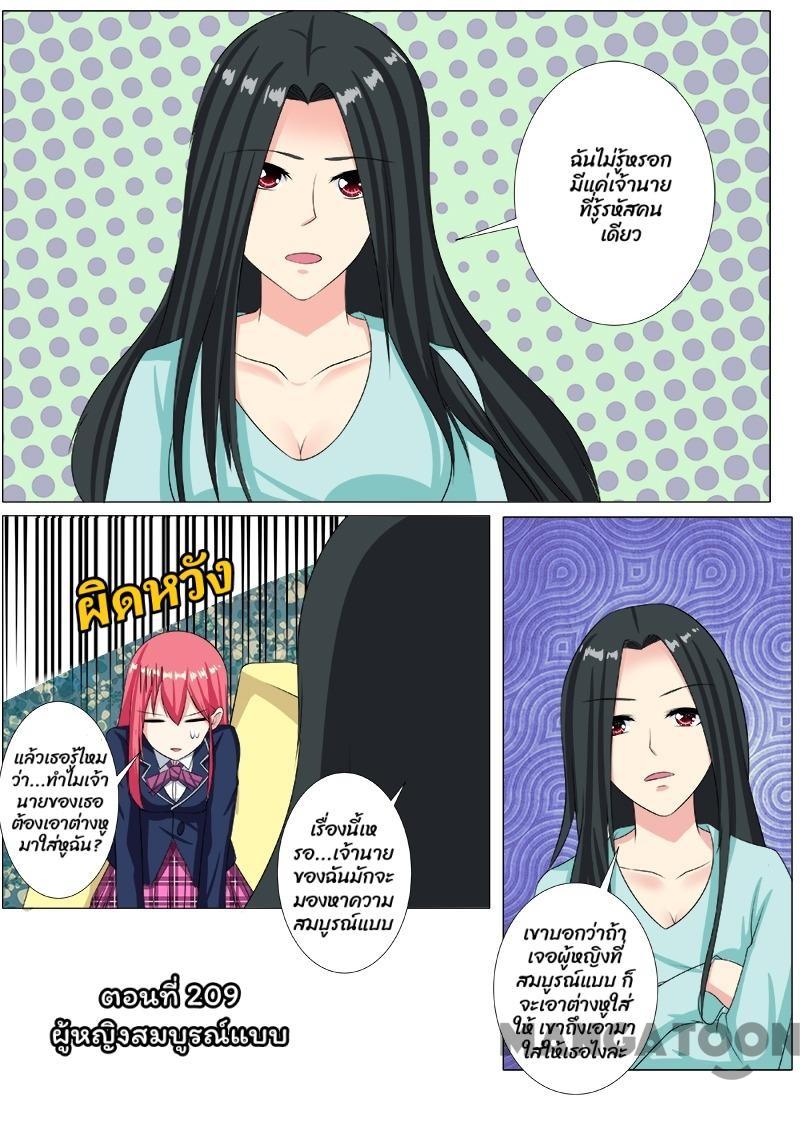 ฉันไม่รู้หรอก
มีแค่เจ้านาย
ที่รู้รหัสคน
เดียว
ผิดหวัง
แล้วเธอรู้ไหม
ว่า...ทำไมเจ้า
นายของเธอ
ต้องเอาต่างหู
มาใส่หูฉัน?
เรื่องนี้เห
รอ...เจ้านาย
ของฉันมักจะ
มองหาความ
สมบูรณ์แบบ
เขาบอกว่าถ้า
เจอผู้หญิงที่
สมบูรณ์แบบ ก็
จะเอาต่างหูใส่
ให้ เขาถึงเอามา
ใส่ให้เธอไงล่ะ
ตอนที่ 209
ผู้หญิงสมบูรณ์แบบ
MANGATOON